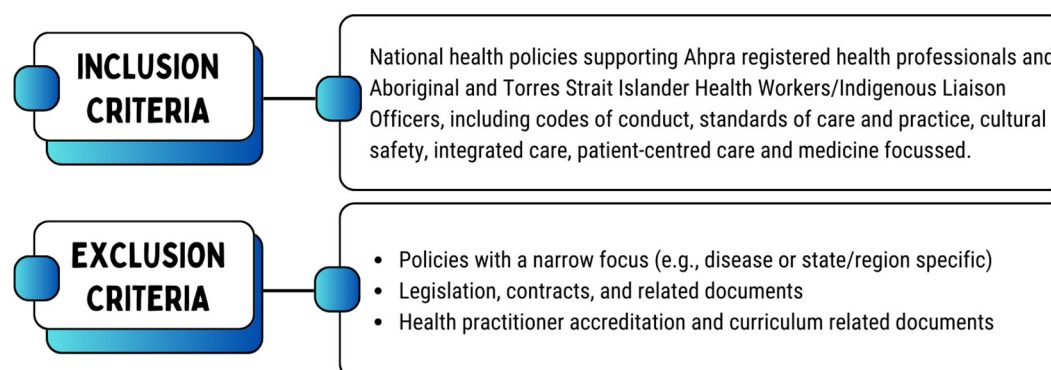 INCLUSION
CRITERIA
National health policies supporting Ahpra registered health professionals and
Aboriginal and Torres Strait Islander Health Workers/Indigenous Liaison
Officers, including codes of conduct, standards of care and practice, cultural
safety, integrated care, patient-centred care and medicine focussed.
EXCLUSION
CRITERIA
• Policies with a narrow focus (e.g., disease or state/region specific)
• Legislation, contracts, and related documents
• Health practitioner accreditation and curriculum related documents